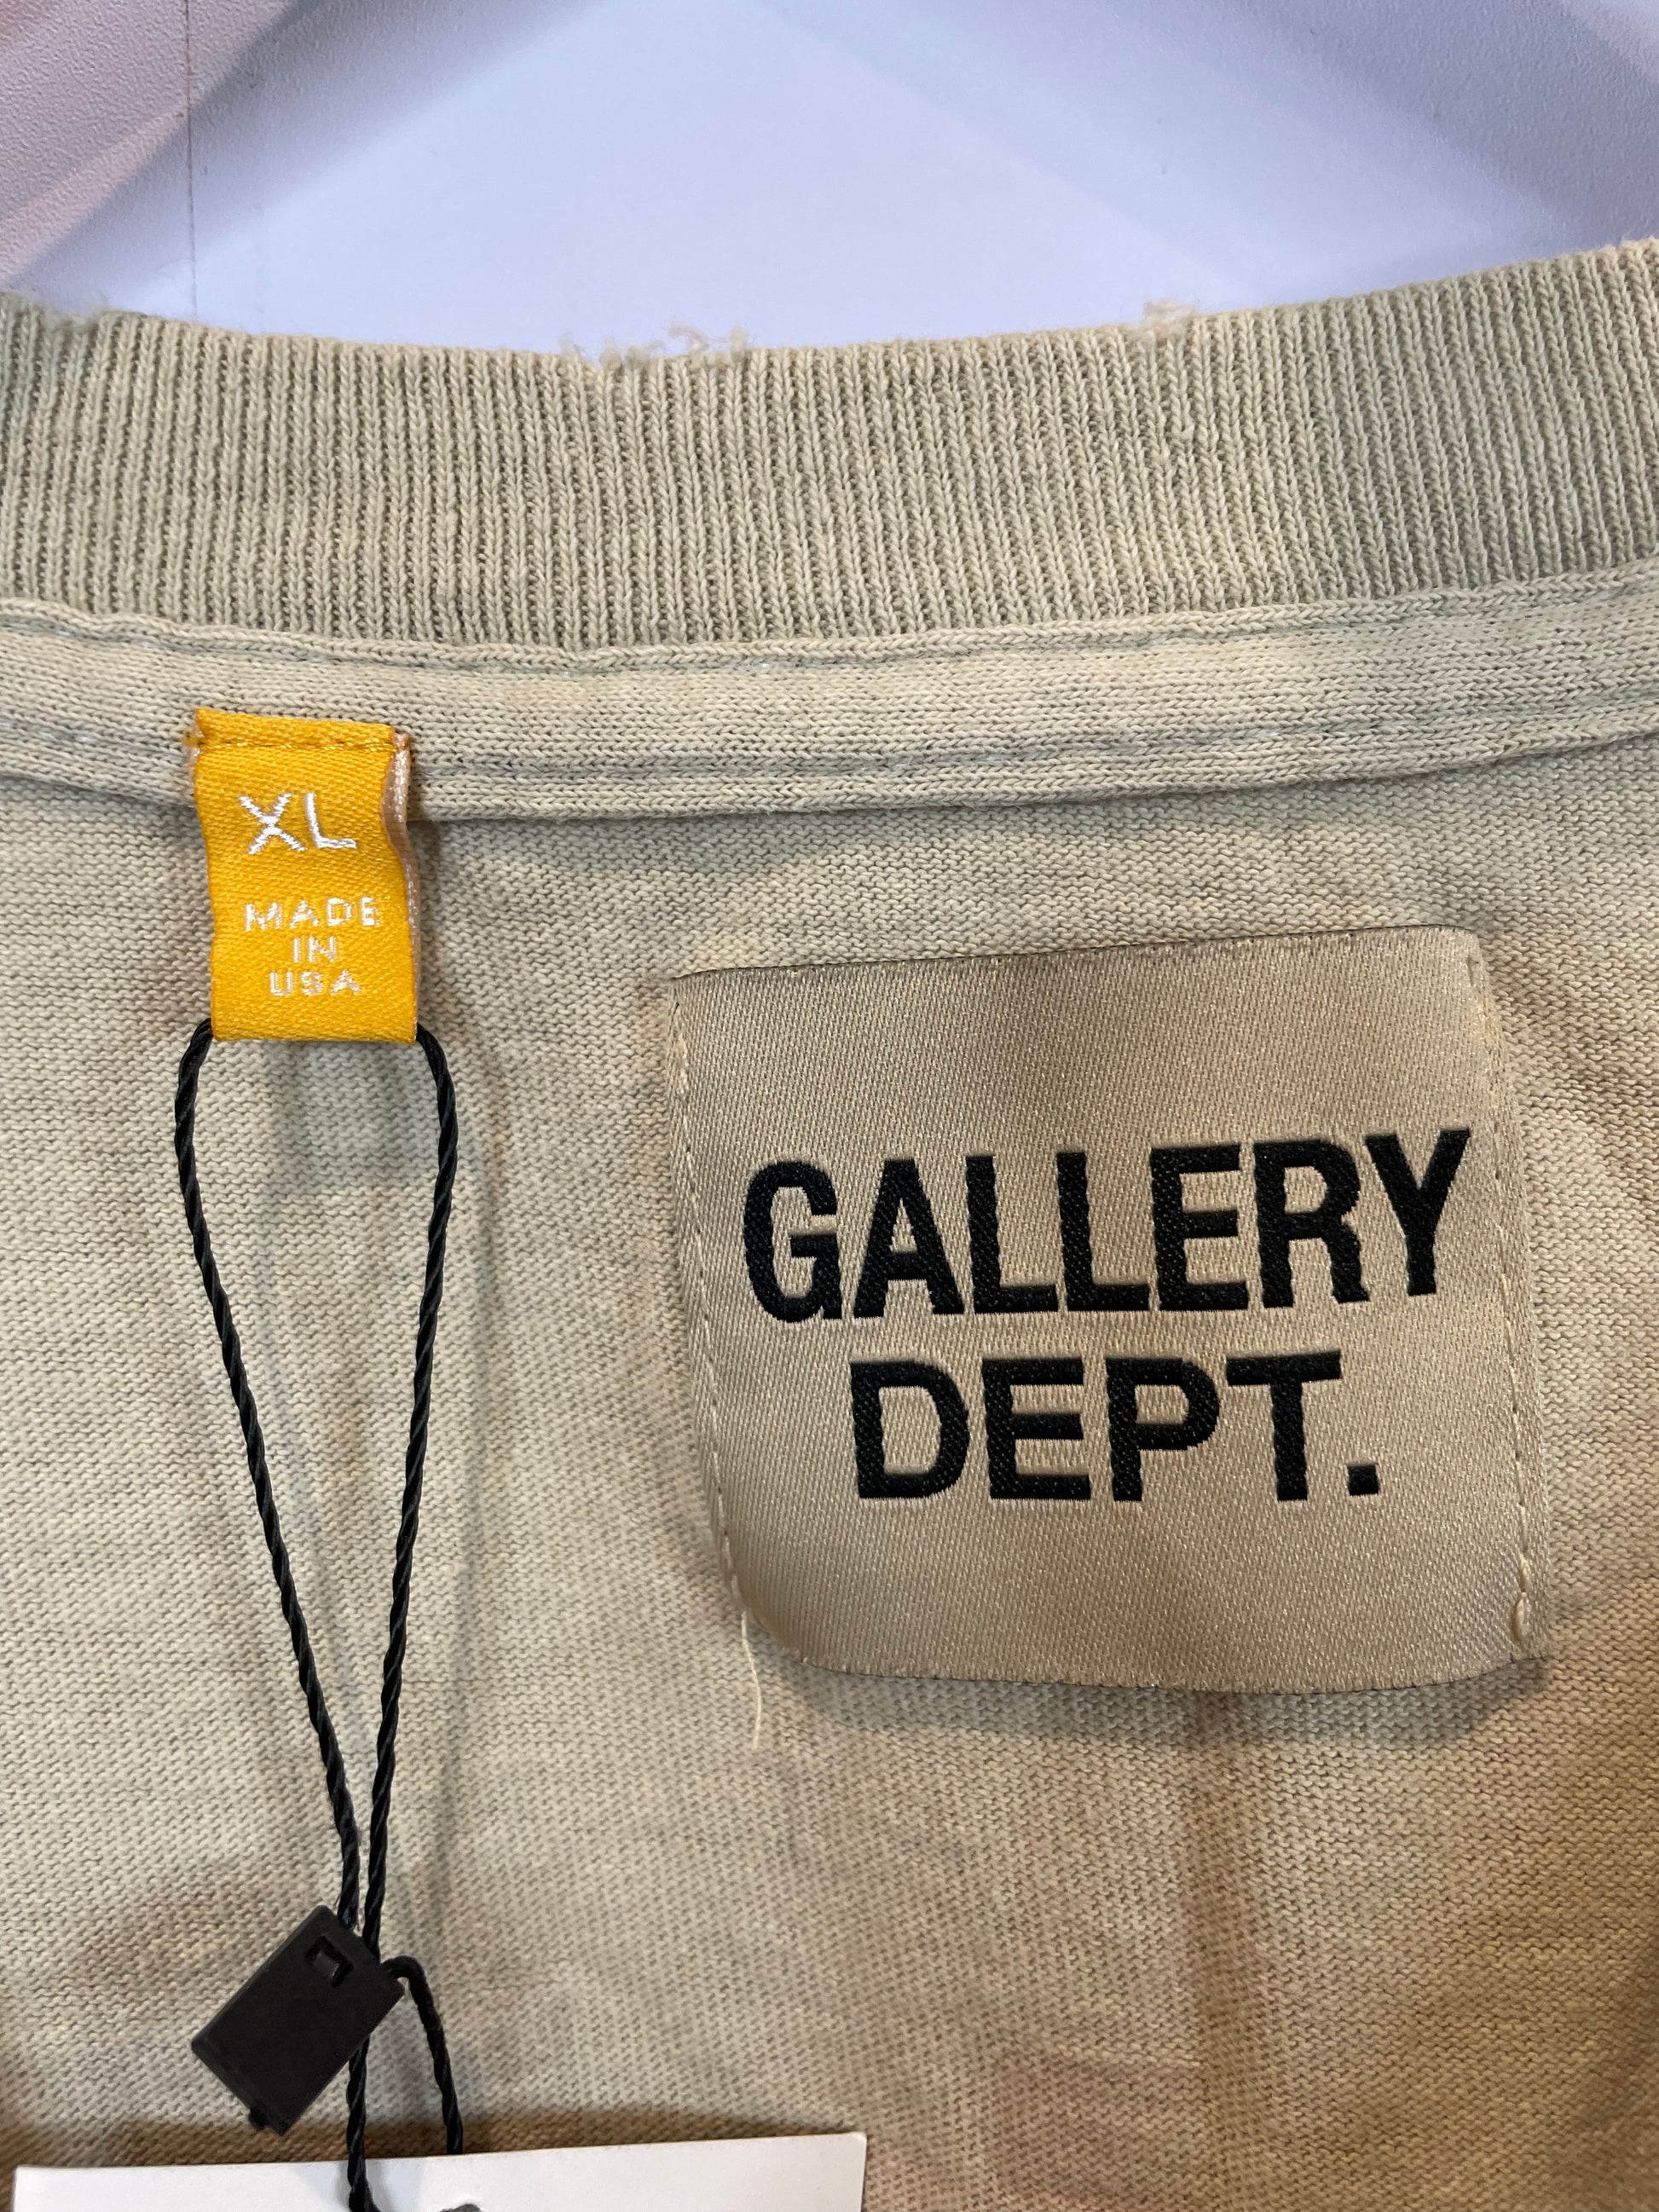 XL
MADE
IN
USA
GALLERY
DEPT.